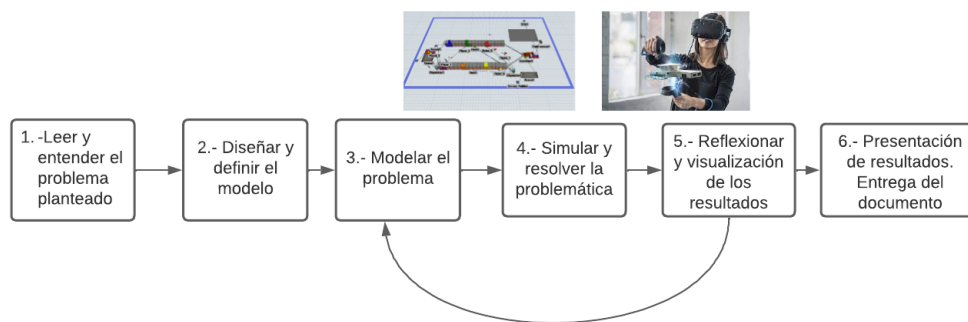 1. -Leer y
entender el
problema
planteado
2.- Diseñar y
definir el
modelo
3.- Modelar el
problema
4.- Simular y
resolver la
problemática
5.- Reflexionar
y visualización
de los
resultados
6.- Presentación
de resultados.
Entrega del
documento